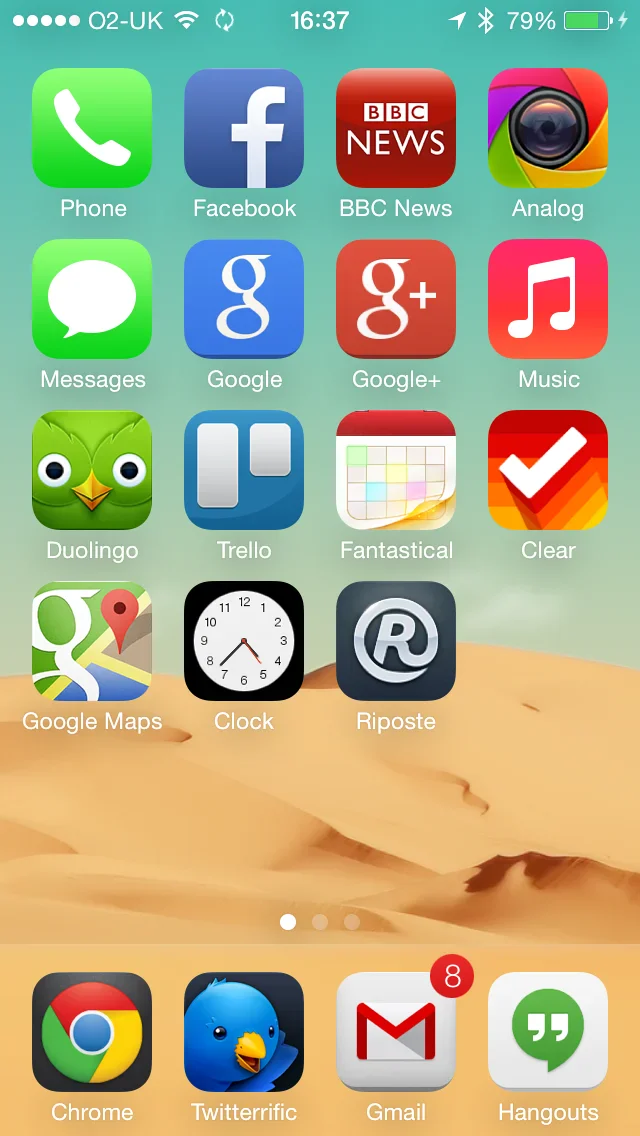 O2-UK 16:37 79%
f BBC NEWS
Phone Facebook BBC News Analog
g g+
Messages Google Google+ Music
Duolingo Trello Fantastical Clear
g 12 1 2 3 4 5 6 7 8 9 10 11 R
Google Maps Clock Riposte
8
Chrome Twitterrific Gmail Hangouts